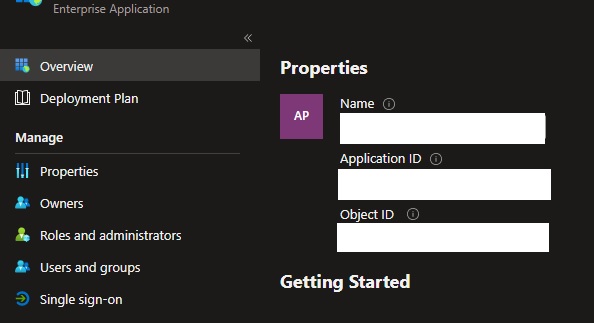 Enterprise Application
«
Overview
Deployment Plan
Manage
Properties
Owners
Roles and administrators
Users and groups
Single sign-on
Properties
AP
Name
Application ID
Object ID
Getting Started